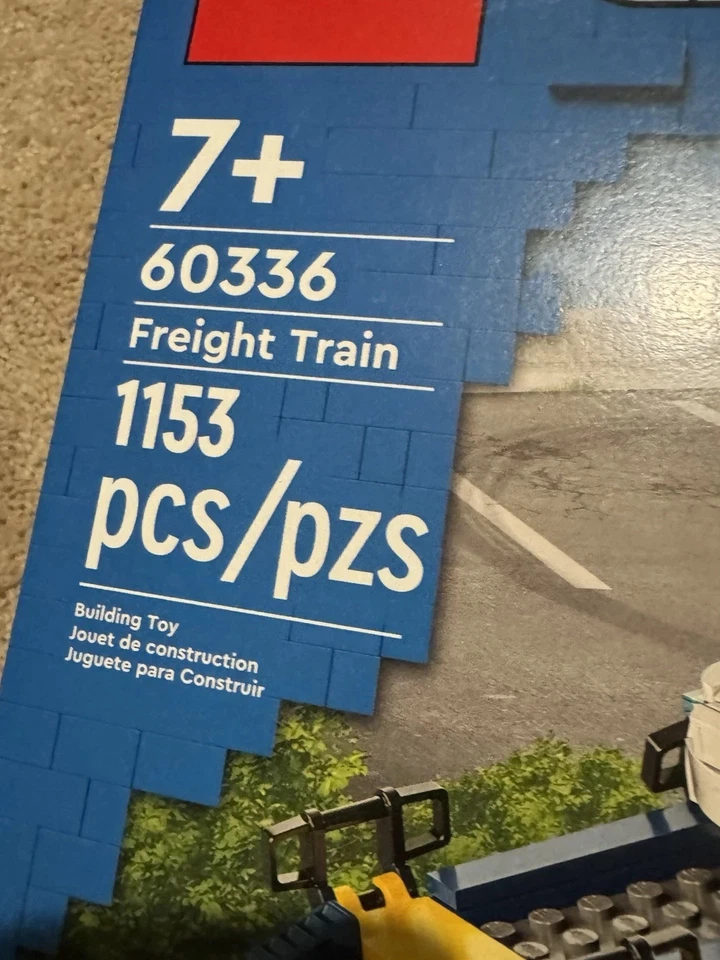 7+
60336
Freight Train
1153
pcs/pzs
Building Toy
Jouet de construction
Juguete para Construir